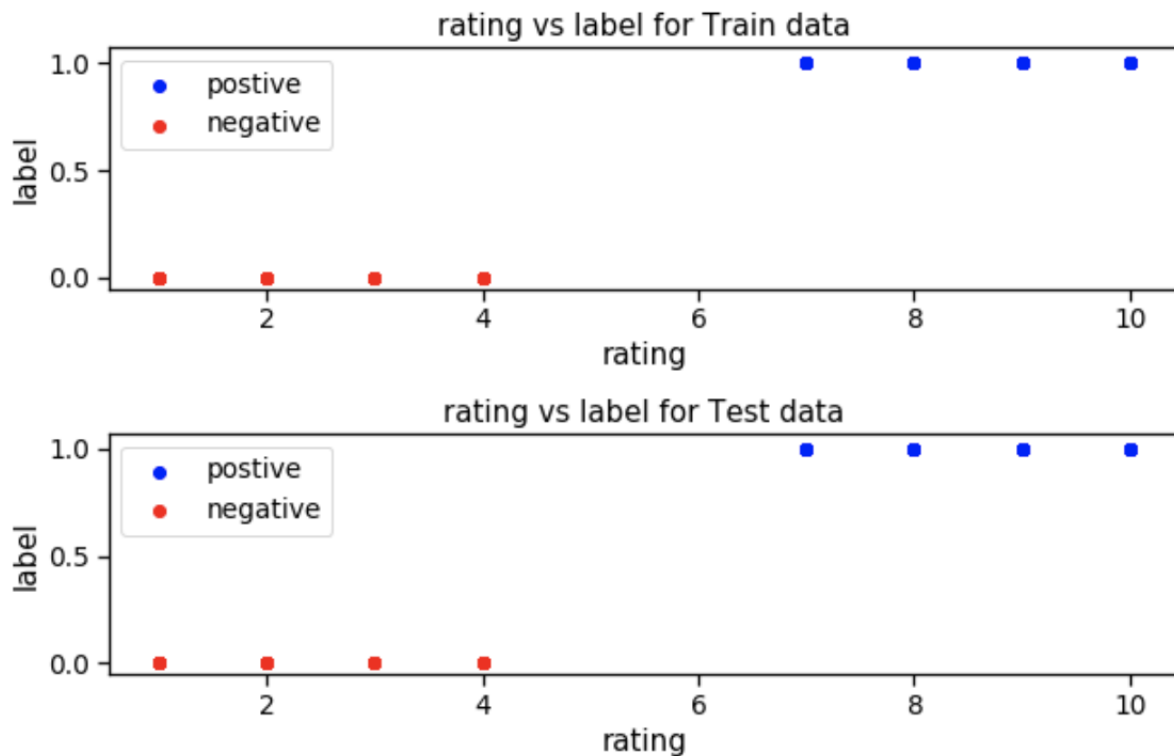 rating vs label for Train data
1.0
postive
negative
label
0.5
0.0
2 4 6 8 10
rating
rating vs label for Test data
1.0
postive
negative
label
0.5
0.0
2 4 6 8 10
rating